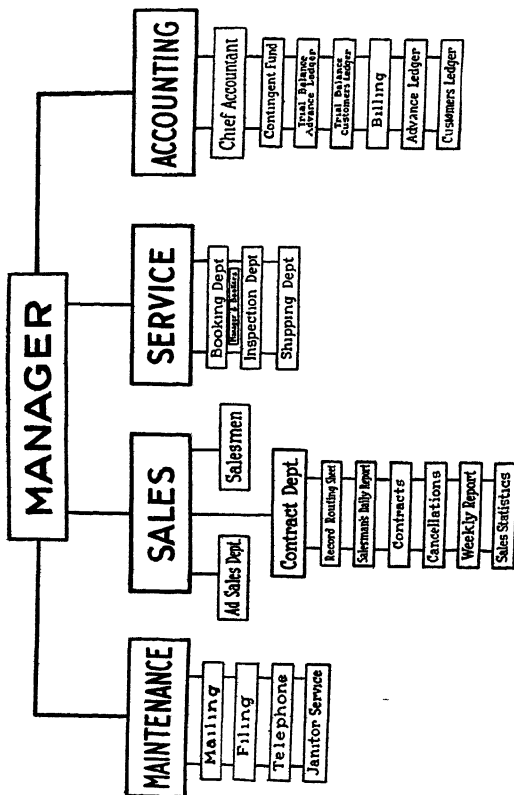 MANAGER
MAINTENANCE
Mailing
Filing
Telephone
Janitor Service
SALES
Ad Sales Dept.
Salesmen
Contract Dept.
Record Routing Sheet
Salesman's Daily Report
Contracts
Cancellations
Weekly Report
Sales Statistics
SERVICE
Booking Dept
Inspection Dept
Shipping Dept
ACCOUNTING
Chief Accountant
Contingent Fund
Trial Balance
Advance Ledger
Trial Balance
Customers Ledger
Billing
Advance Ledger
Customers Ledger